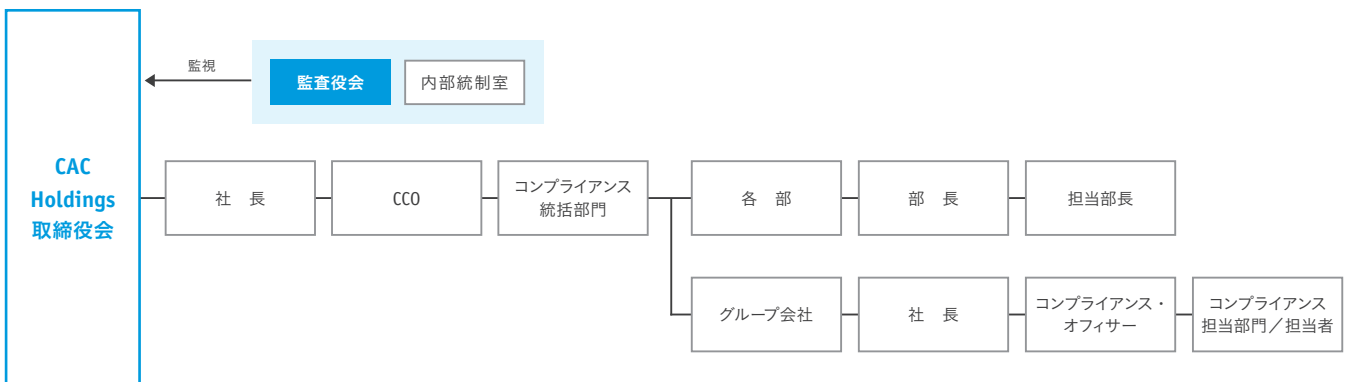 監視
監査役会
内部統制室
CAC
Holdings
取締役会
社　長
CCO
コンプライアンス
統括部門
各　部
部　長
担当部長
グループ会社
社　長
コンプライアンス・
オフィサー
コンプライアンス
担当部門／担当者